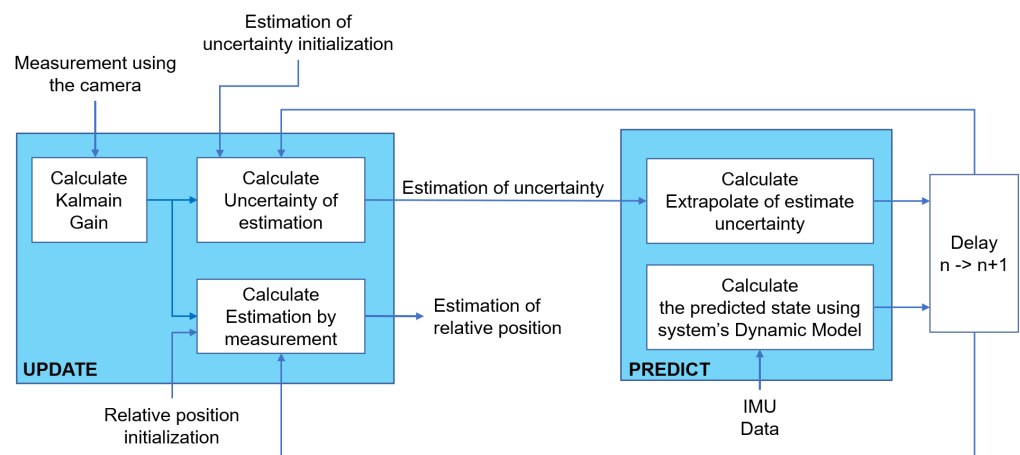 Estimation of
uncertainty initialization
Measurement using
the camera
Calculate
Kalmain
Gain
Calculate
Uncertainty of
estimation
Estimation of uncertainty
Calculate
Extrapolate of estimate
uncertainty
Delay
n -> n+1
Calculate
Estimation by
measurement
Estimation of
relative position
Calculate
the predicted state using
system's Dynamic Model
UPDATE
PREDICT
Relative position
initialization
IMU
Data